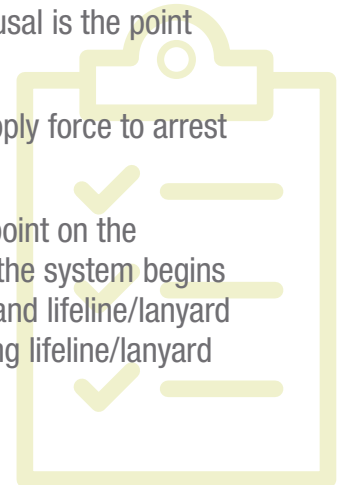 usal is the point
ply force to arrest
point on the
the system begins
and lifeline/lanyard
ng lifeline/lanyard